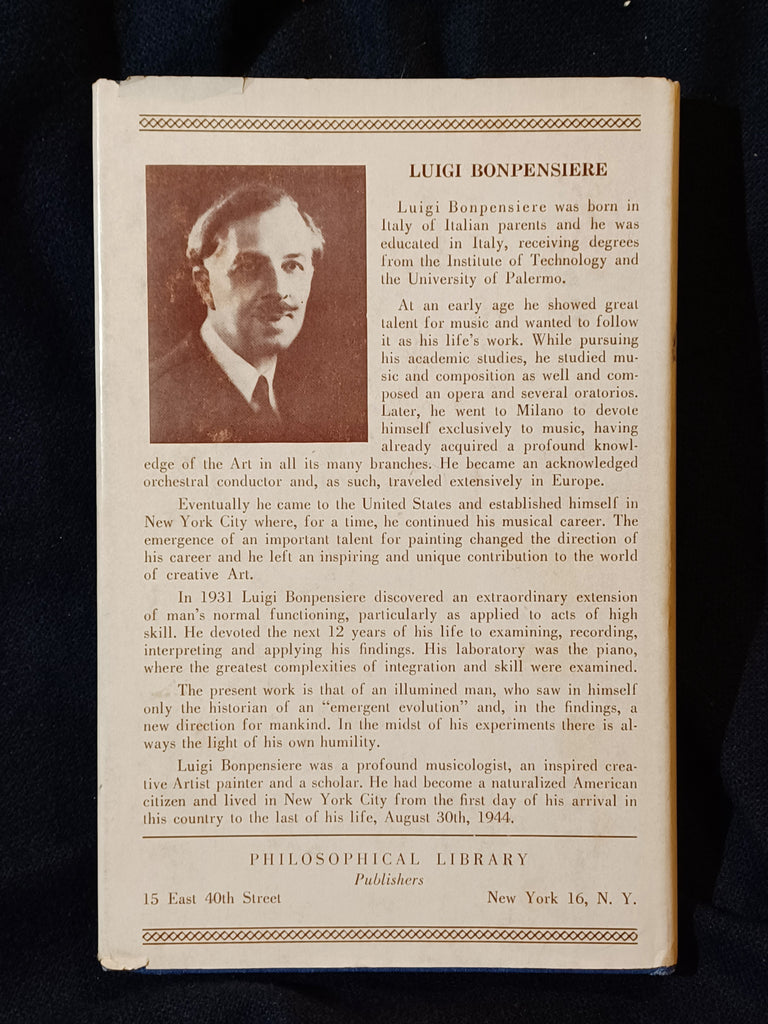 LUIGI BONPENSIERE
Luigi Bonpensiere was born in
Italy of Italian parents and he was
educated in Italy, receiving degrees
from the Institute of Technology and
the University of Palermo.
At an early age he showed great
talent for music and wanted to follow
it as his life's work. While pursuing
his academic studies, he studied mu-
sic and composition as well and com-
posed an opera and several oratorios.
Later, he went to Milano to devote
himself exclusively to music, having
already acquired a profound knowl-
edge of the Art in all its many branches. He became an acknowledged
orchestral conductor and, as such, traveled extensively in Europe.
Eventually he came to the United States and established himself in
New York City where, for a time, he continued his musical career. The
emergence of an important talent for painting changed the direction of
his career and he left an inspiring and unique contribution to the world
of creative Art.
In 1931 Luigi Bonpensiere discovered an extraordinary extension
of man's normal functioning, particularly as applied to acts of high
skill. He devoted the next 12 years of his life to examining, recording,
interpreting and applying his findings. His laboratory was the piano,
where the greatest complexities of integration and skill were examined.
The present work is that of an illumined man, who saw in himself
only the historian of an "emergent evolution" and, in the findings, a
new direction for mankind. In the midst of his experiments there is al-
ways the light of his own humility.
Luigi Bonpensiere was a profound musicologist, an inspired crea-
tive Artist painter and a scholar. He had become a naturalized American
citizen and lived in New York City from the first day of his arrival in
this country to the last of his life, August 30th, 1944.
PHILOSOPHICAL LIBRARY
Publishers
15 East 40th Street New York 16, N. Y.